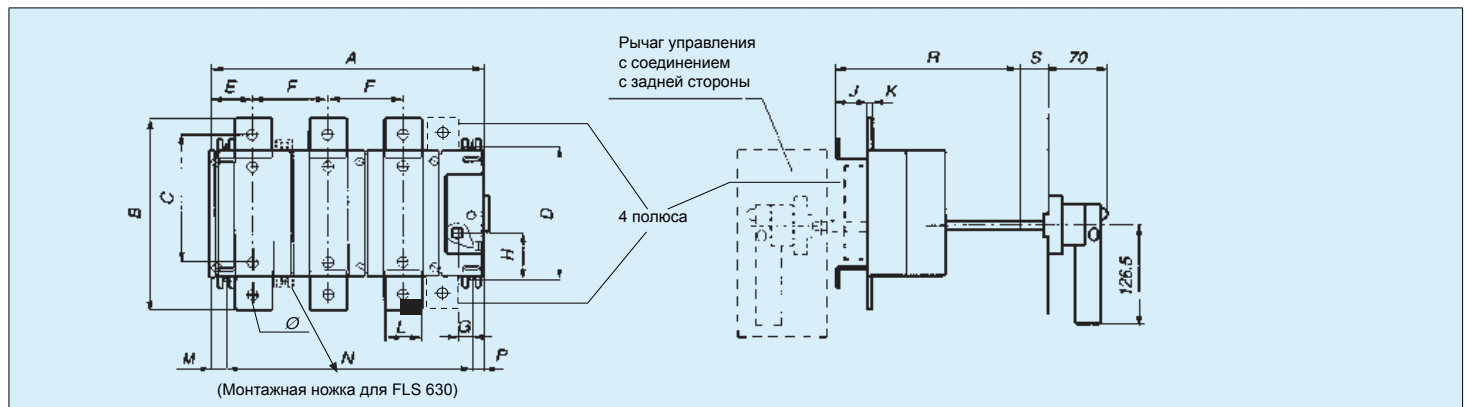 Рычаг управления
с соединением
с задней стороны
A
R
S
70
E
F
F
J
K
B
C
D
4 полюса
H
126.5
Ø
L
G
M
N
P
(Монтажная ножка для FLS 630)